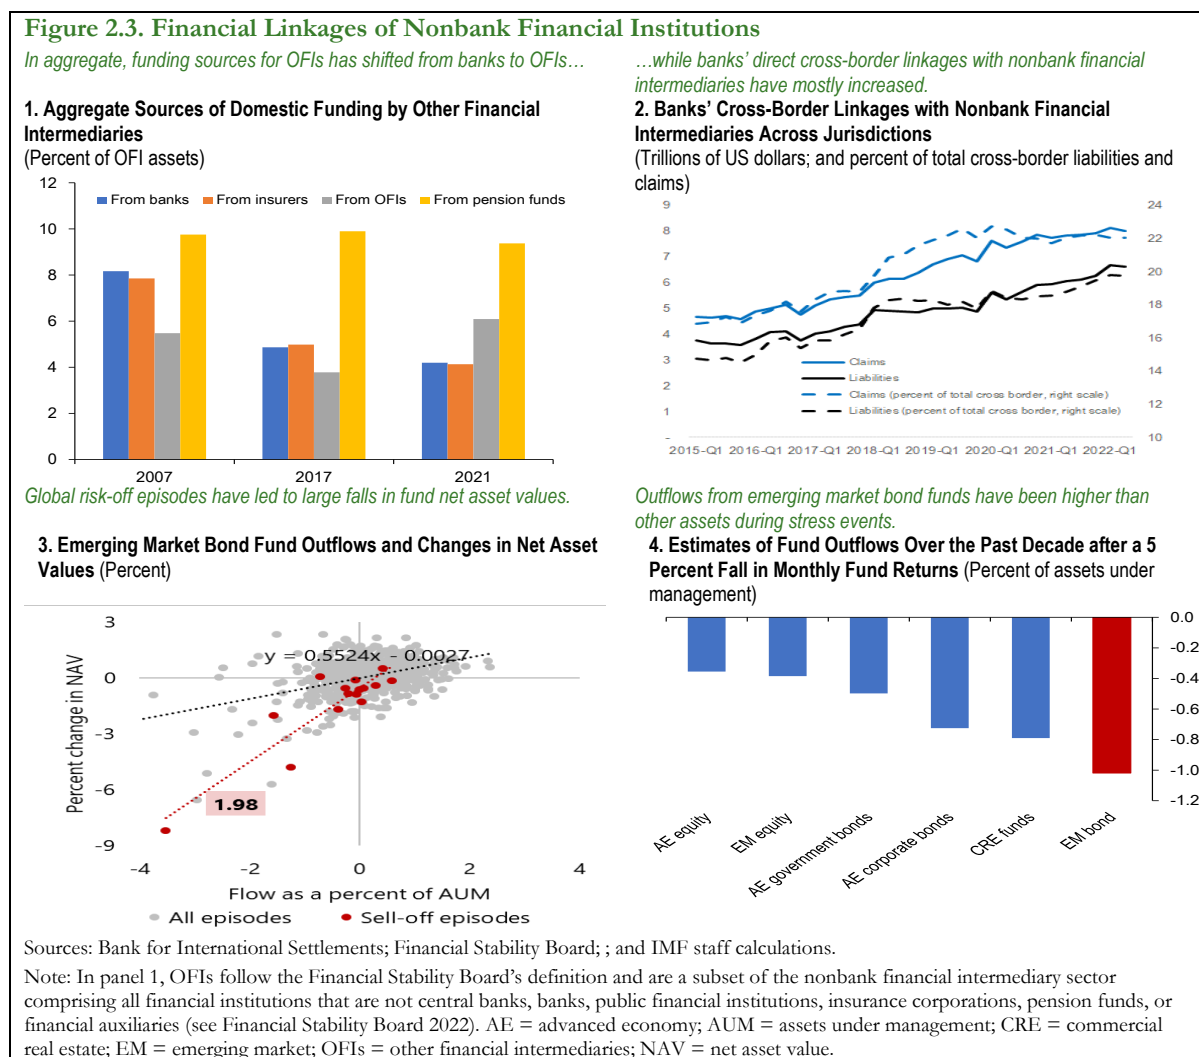 Figure 2.3. Financial Linkages of Nonbank Financial Institutions
In aggregate, funding sources for OFIs has shifted from banks to OFIs…
…while banks' direct cross-border linkages with nonbank financial
intermediaries have mostly increased.
1. Aggregate Sources of Domestic Funding by Other Financial
Intermediaries
(Percent of OFI assets)
12
10
8
6
4
2
0
From banks From insurers From OFIs From pension funds
2007 2017 2021
2. Banks' Cross-Border Linkages with Nonbank Financial
Intermediaries Across Jurisdictions
(Trillions of US dollars; and percent of total cross-border liabilities and
claims)
9
8
7
6
5
4
3
2
1
-
24
22
20
18
16
14
12
10
Claims
Liabilities
Claims (percent of total cross border, right scale)
Liabilities (percent of total cross border, right scale)
2015-Q1 2016-Q1 2017-Q1 2018-Q1 2019-Q1 2020-Q1 2021-Q1 2022-Q1
Global risk-off episodes have led to large falls in fund net asset values.
Outflows from emerging market bond funds have been higher than
other assets during stress events.
3. Emerging Market Bond Fund Outflows and Changes in Net Asset
Values (Percent)
Percent change in NAV
3
0
-3
-6
-9
y = 0.5524x - 0.0027
1.98
-4 -2 0 2 4
Flow as a percent of AUM
All episodes Sell-off episodes
4. Estimates of Fund Outflows Over the Past Decade after a 5
Percent Fall in Monthly Fund Returns (Percent of assets under
management)
0.0
-0.2
-0.4
-0.6
-0.8
-1.0
-1.2
AE equity
EM equity
AE government bonds
AE corporate bonds
CRE funds
EM bond
Sources: Bank for International Settlements; Financial Stability Board; ; and IMF staff calculations.
Note: In panel 1, OFIs follow the Financial Stability Board's definition and are a subset of the nonbank financial intermediary sector
comprising all financial institutions that are not central banks, banks, public financial institutions, insurance corporations, pension funds, or
financial auxiliaries (see Financial Stability Board 2022). AE = advanced economy; AUM = assets under management; CRE = commercial
real estate; EM = emerging market; OFIs = other financial intermediaries; NAV = net asset value.